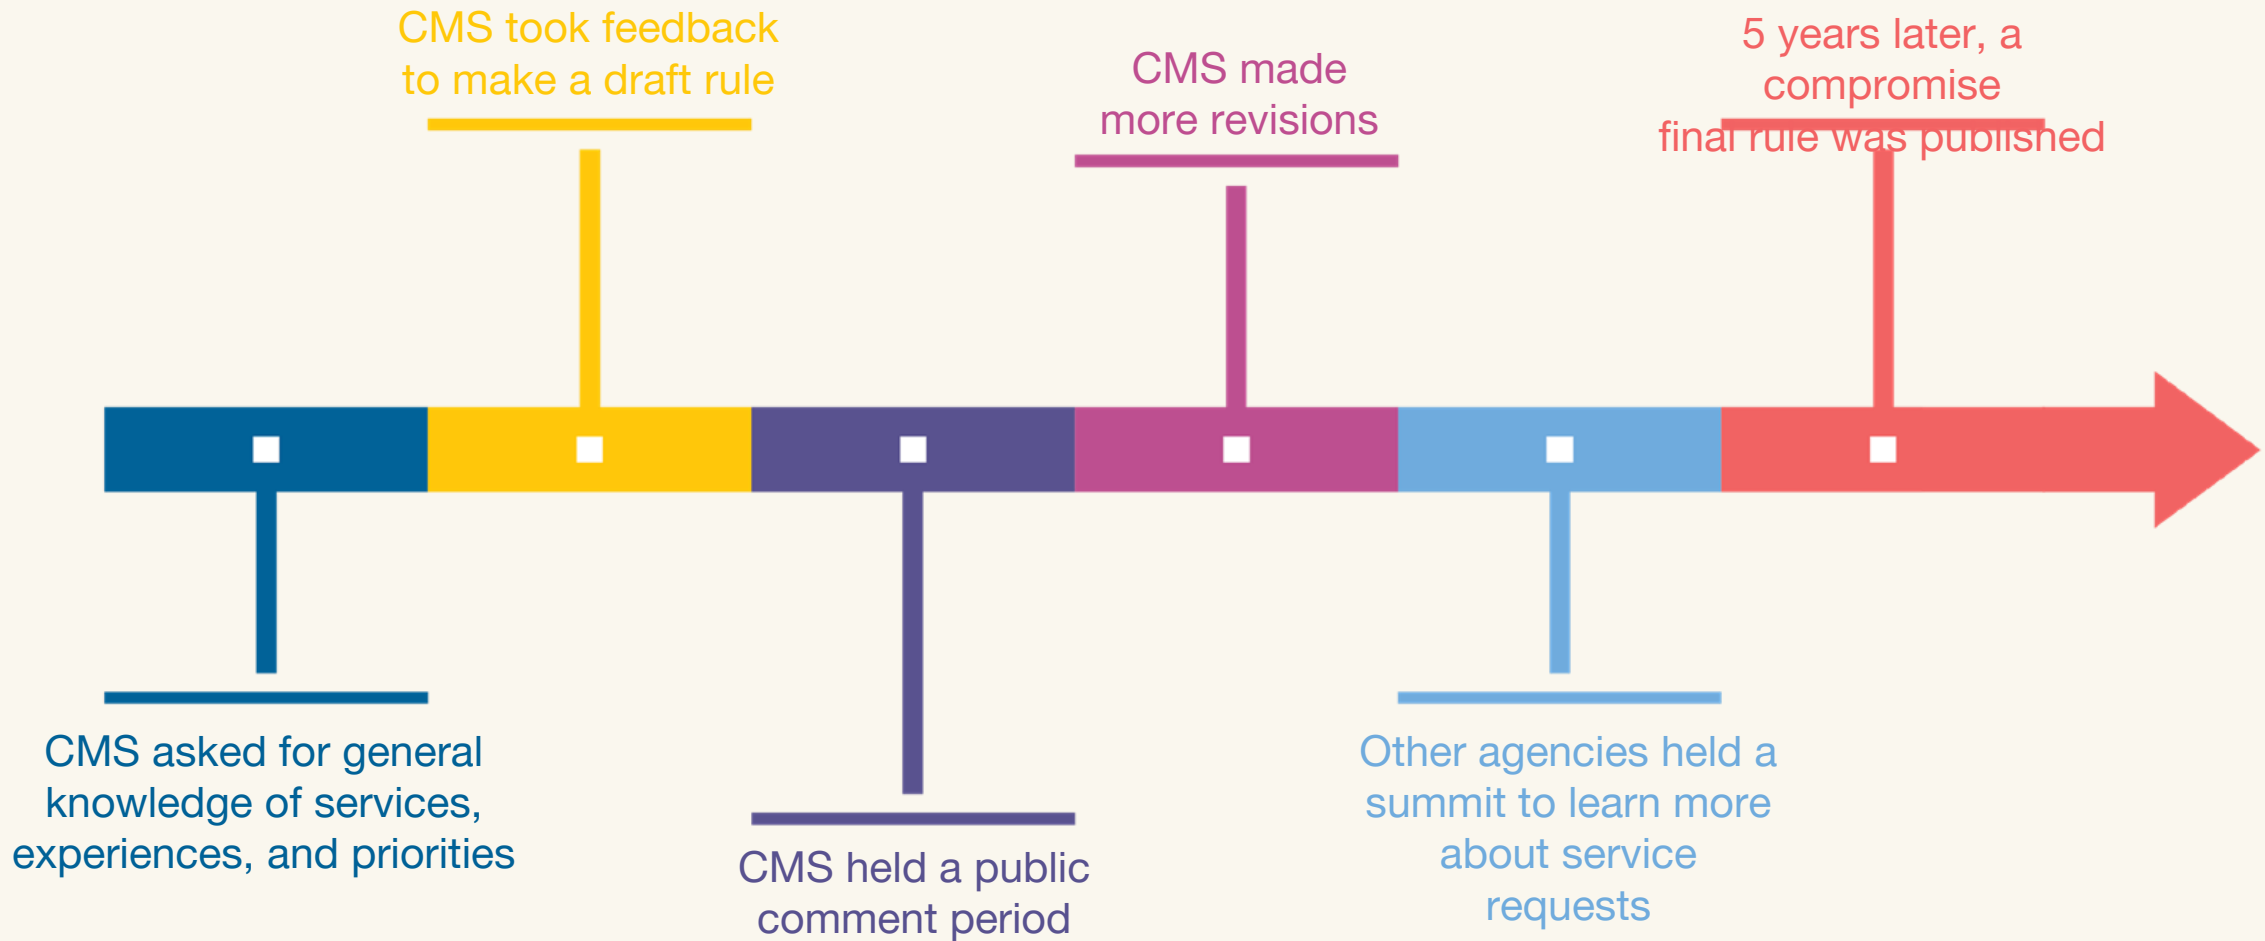 CMS asked for general
knowledge of services,
experiences, and priorities
CMS took feedback
to make a draft rule
CMS held a public
comment period
CMS made
more revisions
Other agencies held a
summit to learn more
about service
requests
5 years later, a
compromise
final rule was published